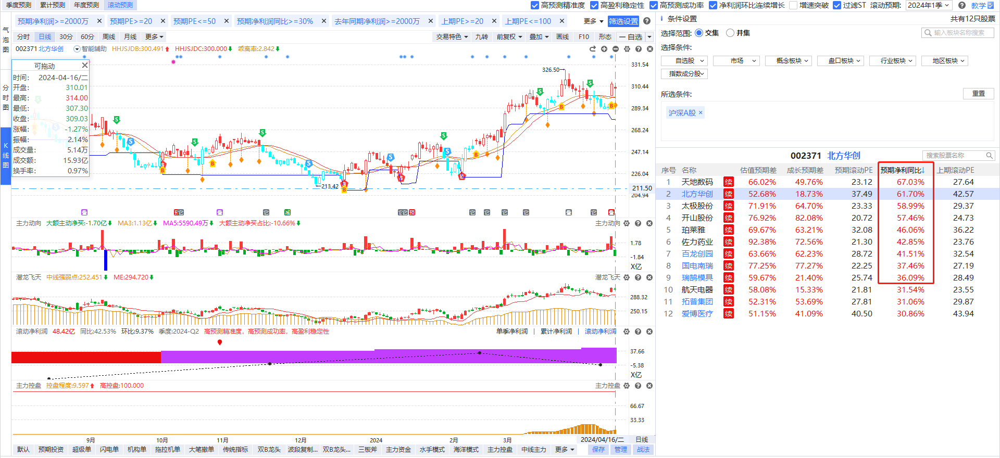 季度预测 累计预测 年度预测 滚动预测
高预测精准度 高盈利稳定性 高预测成功率 净利润环比连续增长 增速突破 过滤ST 滚动预期: 2024年1季 教学
预期净利润>=2000万 × 预期PE>=20 × 预期PE<=50 × 预期净利润同比>=30% × 去年同期净利润>=2000万 × 上期PE>=20 × 上期PE<=100 × 更多 筛选设置
分时 日线 30分 60分 周线 月线 更多 交易特色 九转 前复权 叠加 画线 F10 形态 一自选
002371 北方华创 智能辅助 HHJSJDB:300.491 HHJSJDC:300.000 乖离率:2.842
气泡图
分时图
K线图
可拖动
时间: 2024-04-16/二
开盘: 310.01
最高: 314.00
最低: 307.30
收盘: 309.03
涨幅: -1.27%
振幅: 2.14%
成交量: 5.14万
成交额: 15.93亿
换手率: 0.97%
326.50
213.42
331.54
310.44
289.34
268.24
247.14
226.04
211.50
204.94
主力动向 大额主动净买:-1.70亿 MA3:1.13亿 MA5:5590.49万 大额主动净买占比:-10.66% 主力动向
1.78
-1.84
X亿
潜龙飞天 中线强弱点:252.451 ME:294.720 潜龙飞天
288.32
250.15
滚动净利润 48.42亿 同比:42.53% 环比:9.37% 季度:2024-Q2 高预测精准度，高预测成功率，高盈利稳定性 单季净利润 | 累计净利润 | 滚动净利润
37.66
-5.38
X亿
主力控盘 控盘程度:9.597 高控盘:100.000 主力控盘
66.67
33.33
9月 10月 11月 12月 2024 2月 3月 2024/04/16/二 日线
默认 预期投资 超级单 闪电单 机构单 拖拉机单 大笔撤单 传统指标 双B龙头 波段复制... 双B龙头... 三板斧 主力资金 水手模式 海洋模式 主力控盘 中线主力 更多 保存 管理 战法
条件设置 共有12只股票
选择范围: 交集 并集 输入板块名称搜索
选择条件:
自选股 市场 概念板块 盘口板块 行业板块 地区板块
指数成分股
所选条件: 重置
沪深A股 ×
002371 北方华创 搜索股票名称
序号 名称 估值预期差 成长预期差 预期滚动PE 预期净利同比↓ 上期滚动PE
1 天地数码 续 66.02% 49.76% 23.12 67.03% 27.64
2 北方华创 续 52.68% 18.73% 37.49 61.70% 42.57
3 太极股份 续 71.91% 64.70% 23.33 58.99% 29.37
4 开山股份 续 76.92% 82.08% 20.72 57.46% 24.73
5 珀莱雅 续 69.67% 63.21% 32.08 46.06% 36.22
6 佐力药业 续 92.38% 72.56% 21.30 42.85% 23.76
7 百龙创园 续 63.66% 62.23% 28.72 41.51% 32.54
8 国电南瑞 续 77.25% 77.27% 22.25 37.46% 27.19
9 瑞鹄模具 续 59.67% 21.40% 25.74 36.09% 28.49
10 航天电器 续 58.08% 15.33% 21.81 31.54% 23.55
11 拓普集团 续 52.31% 53.69% 27.81 31.06% 29.87
12 爱博医疗 续 51.15% 41.09% 40.50 30.86% 43.94